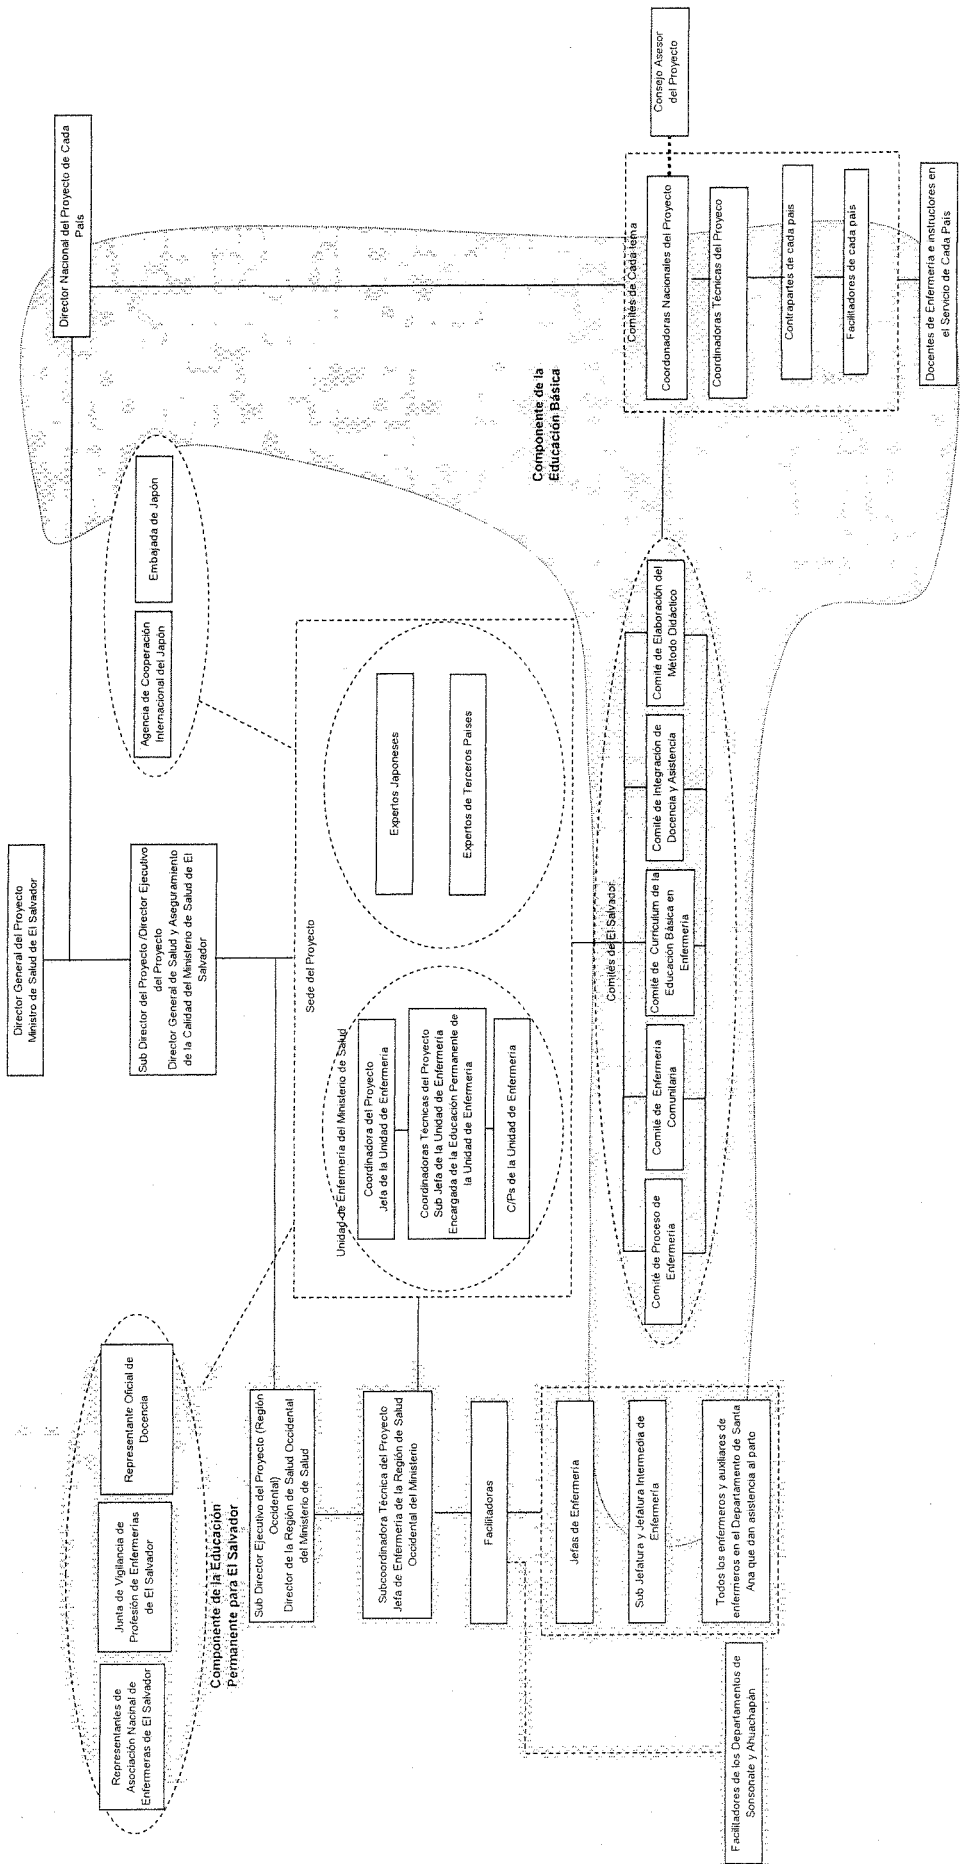 Director General del Proyecto
Ministro de Salud de El Salvador
Sub Director del Proyecto /Director Ejecutivo
del Proyecto
Director General de Salud y Aseguramiento
de la Calidad del Ministerio de Salud de El
Salvador
Director Nacional del Proyecto de Cada
País
Representantes de
Asociación Nacinal de
Enfermeras de El Salvador
Junta de Vigilancia de
Profesión de Enfermerías
de El Salvador
Representante Oficial de
Docencia
Agencia de Cooperación
Internacional del Japón
Embajada de Japón
Componente de la Educación
Permanente para El Salvador
Sub Director Ejecutivo del Proyecto (Región
Occidental)
Director de la Región de Salud Occidental
del Ministerio de Salud
Subcoordinadora Técnica del Proyecto
Jefa de Enfermería de la Región de Salud
Occidental del Ministerio
Facilitadoras
Jefas de Enfermería
Sub Jefatura y Jefatura Intermedia de
Enfermería
Todos los enfermeros y auxiliares de
enfermeros en el Departamento de Santa
Ana que dan asistencia al parto
Facilitadores de los Departamentos de
Sonsonate y Ahuachapán
Sede del Proyecto
Unidad de Enfermería del Ministerio de Salud
Coordinadora del Proyecto
Jefa de la Unidad de Enfermería
Coordinadoras Técnicas del Proyecto
Sub Jefa de la Unidad de Enfermería
Encargada de la Educación Permanente de
la Unidad de Enfermería
C/Ps de la Unidad de Enfermería
Expertos Japoneses
Expertos de Terceros Países
Comités de El Salvador
Comité de Proceso de
Enfermería
Comité de Enfermería
Comunitaria
Comité de Curriculum de la
Educación Básica en
Enfermería
Comité de Integración de
Docencia y Asistencia
Comité de Elaboración del
Método Didáctico
Componente de la
Educación Básica
Comités de Cada tema
Coordonadoras Nacionales del Proyecto
Coordinadoras Técnicas del Proyeco
Contrapartes de cada país
Facilitadores de cada país
Consejo Asesor
del Proyecto
Docentes de Enfermería e instructores en
el Servicio de Cada País